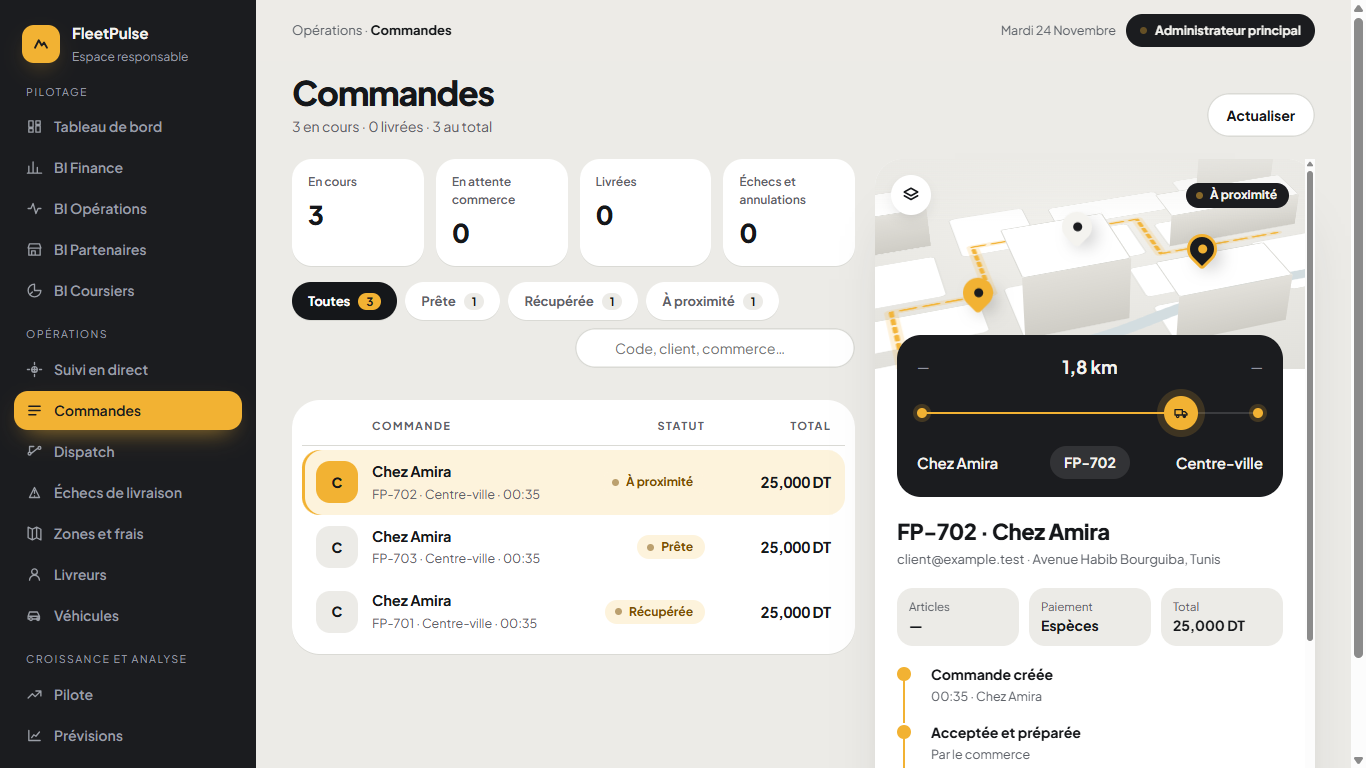 FleetPulse
Espace responsable
PILOTAGE
Tableau de bord
BI Finance
BI Opérations
BI Partenaires
BI Coursiers
OPÉRATIONS
Suivi en direct
Commandes
Dispatch
Échecs de livraison
Zones et frais
Livreurs
Véhicules
CROISSANCE ET ANALYSE
Pilote
Prévisions
Opérations · Commandes
Mardi 24 Novembre
Administrateur principal
Commandes
3 en cours · 0 livrées · 3 au total
Actualiser
En cours
3
En attente
commerce
0
Livrées
0
Échecs et
annulations
0
Toutes 3
Prête 1
Récupérée 1
À proximité 1
Code, client, commerce...
COMMANDE STATUT TOTAL
C
Chez Amira
FP-702 · Centre-ville · 00:35
À proximité
25,000 DT
C
Chez Amira
FP-703 · Centre-ville · 00:35
Prête
25,000 DT
C
Chez Amira
FP-701 · Centre-ville · 00:35
Récupérée
25,000 DT
À proximité
— 1,8 km —
Chez Amira FP-702 Centre-ville
FP-702 · Chez Amira
client@example.test · Avenue Habib Bourguiba, Tunis
Articles
—
Paiement
Espèces
Total
25,000 DT
Commande créée
00:35 · Chez Amira
Acceptée et préparée
Par le commerce